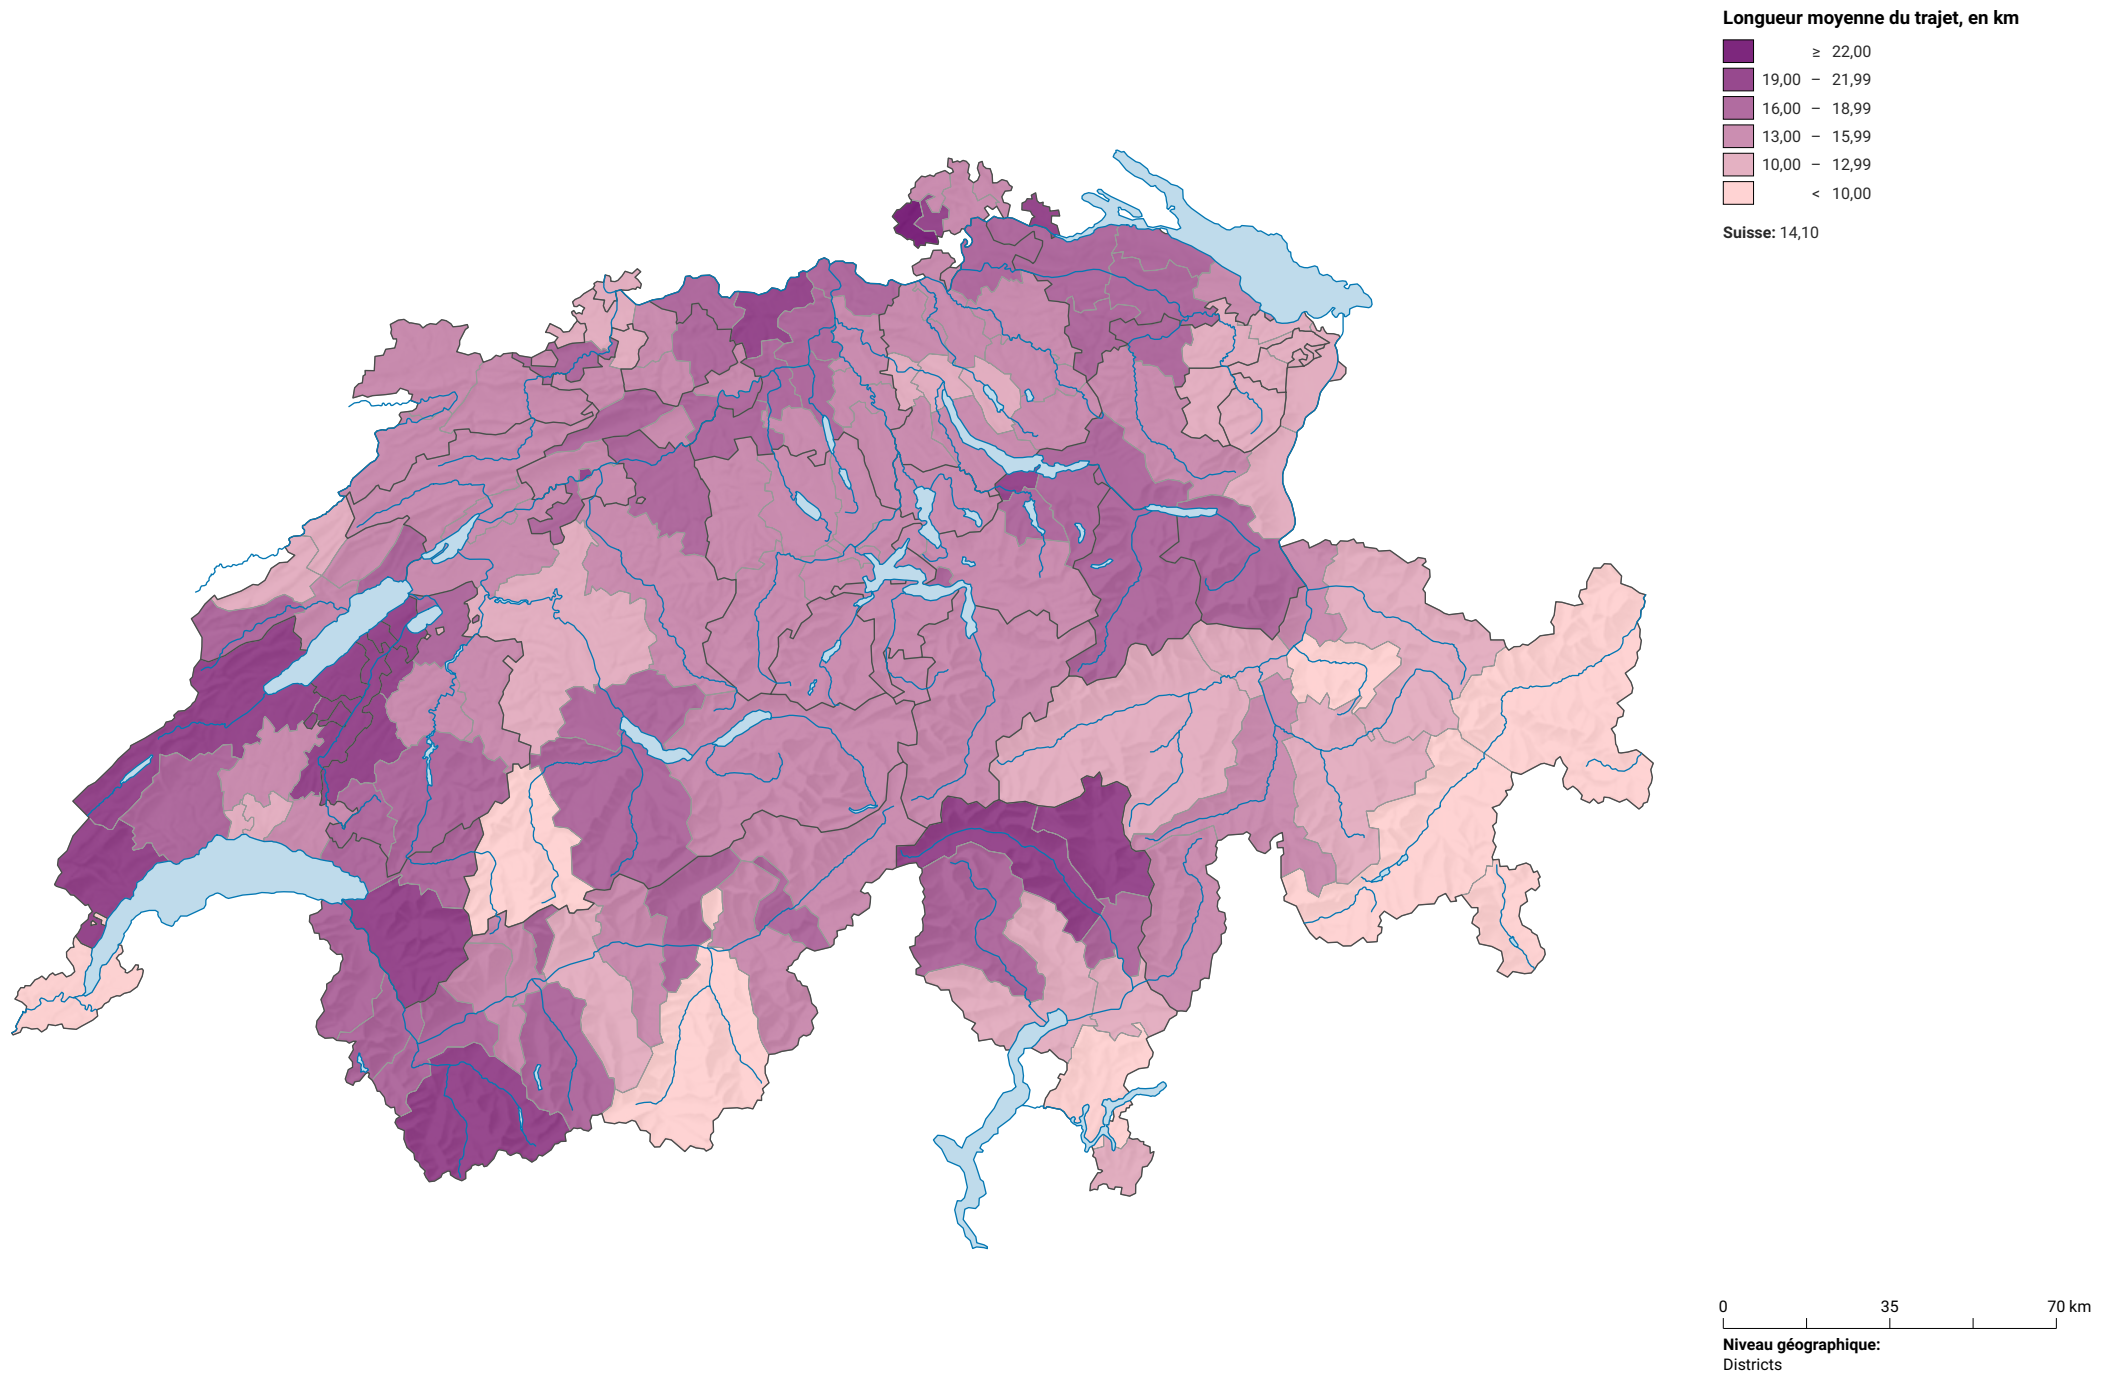 Longueur moyenne du trajet, en km
≥ 22,00
19,00 – 21,99
16,00 – 18,99
13,00 – 15,99
10,00 – 12,99
< 10,00
Suisse: 14,10
0 35 70 km
Niveau géographique:
Districts